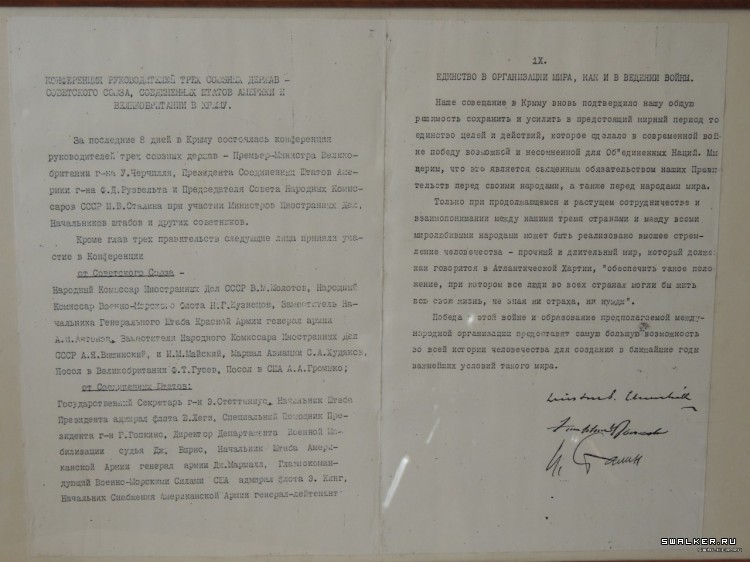 КОНФЕРЕНЦИЯ РУКОВОДИТЕЛЕЙ ТРЕХ СОЮЗНЫХ ДЕРЖАВ –
СОВЕТСКОГО СОЮЗА, СОЕДИНЕННЫХ ШТАТОВ АМЕРИКИ И
ВЕЛИКОБРИТАНИИ В КРЫМУ.
За последние 8 дней в Крыму состоялась конференция
руководителей трех союзных держав – Премьер-Министра Велико-
британии г-на У.Черчилля, Президента Соединенных Штатов Аме-
рики г-на Ф.Д.Рузвельта и Председателя Совета Народных Комис-
саров СССР И.В.Сталина при участии Министров Иностранных Дел,
Начальников штабов и других советников.
Кроме глав трех правительств следующие лица приняли уча-
стие в Конференции
от Советского Союза –
Народный Комиссар Иностранных Дел СССР В.М.Молотов, Народный
Комиссар Военно-Морского Флота Н.Г.Кузнецов, Заместитель На-
чальника Генерального Штаба Красной Армии генерал армии
А.И.Антонов, Заместители Народного Комиссара Иностранных Дел
СССР А.Я.Вышинский, и И.М.Майский, Маршал Авиации С.А.Худяков,
Посол в Великобритании Ф.Т.Гусев, Посол в США А.А.Громыко;
от Соединенных Штатов:
Государственный Секретарь г-н Э.Стеттиниус, Начальник Штаба
Президента адмирал флота В.Леги, Специальный Помощник Пре-
зидента г-н Г.Гопкинс, Директор Департамента Военной Мо-
билизации судья Дж. Бирнс, Начальник Штаба Амери-
канской Армии генерал армии Дж.Маршалл, Главнокоман-
дующий Военно-Морскими Силами США адмирал флота Э. Кинг,
Начальник Снабжения Американской Армии генерал-лейтенант
IX.
ЕДИНСТВО В ОРГАНИЗАЦИИ МИРА, КАК И В ВЕДЕНИИ ВОЙНЫ.
Наше совещание в Крыму вновь подтвердило нашу общую
решимость сохранить и усилить в предстоящий мирный период то
единство целей и действий, которое сделало в современной вой-
не победу возможной и несомненной для Об"единенных Наций. Мы
верим, что это является священным обязательством наших Прави-
тельств перед своими народами, а также перед народами мира.
Только при продолжающемся и растущем сотрудничестве и
взаимопонимании между нашими тремя странами и между всеми
миролюбивыми народами может быть реализовано высшее стрем-
ление человечества – прочный и длительный мир, который должен,
как говорится в Атлантической Хартии, "обеспечить такое поло-
жение, при котором все люди во всех странах могли бы жить
всю свою жизнь, не зная ни страха, ни нужды".
Победа в этой войне и образование предполагаемой между-
народной организации предоставят самую большую возможность
во всей истории человечества для создания в ближайшие годы
важнейших условий такого мира.
Winston S. Churchill
Franklin D Roosevelt
И. Сталин
SWALKER.RU